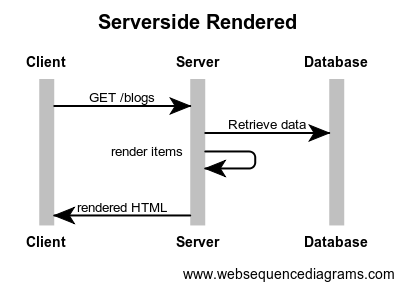 Serverside Rendered
Client Server Database
GET /blogs
Retrieve data
render items
rendered HTML
Client Server Database
www.websequencediagrams.com